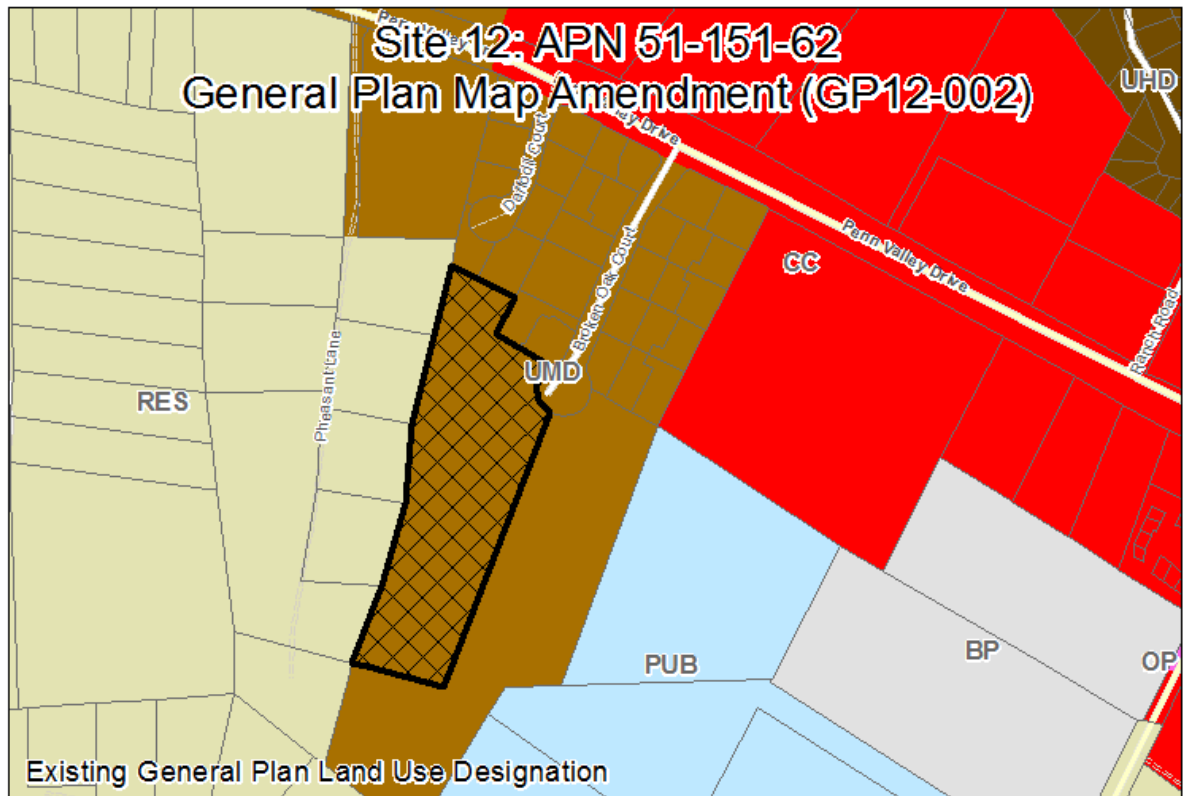 Site 12: APN 51-151-62
General Plan Map Amendment (GP12-002)
Penn Valley Drive
UHD
Daffodil Court
Broken Oak Court
CC
Penn Valley Drive
Ranch Road
Pheasant Lane
UMD
RES
PUB
BP
OP
Existing General Plan Land Use Designation